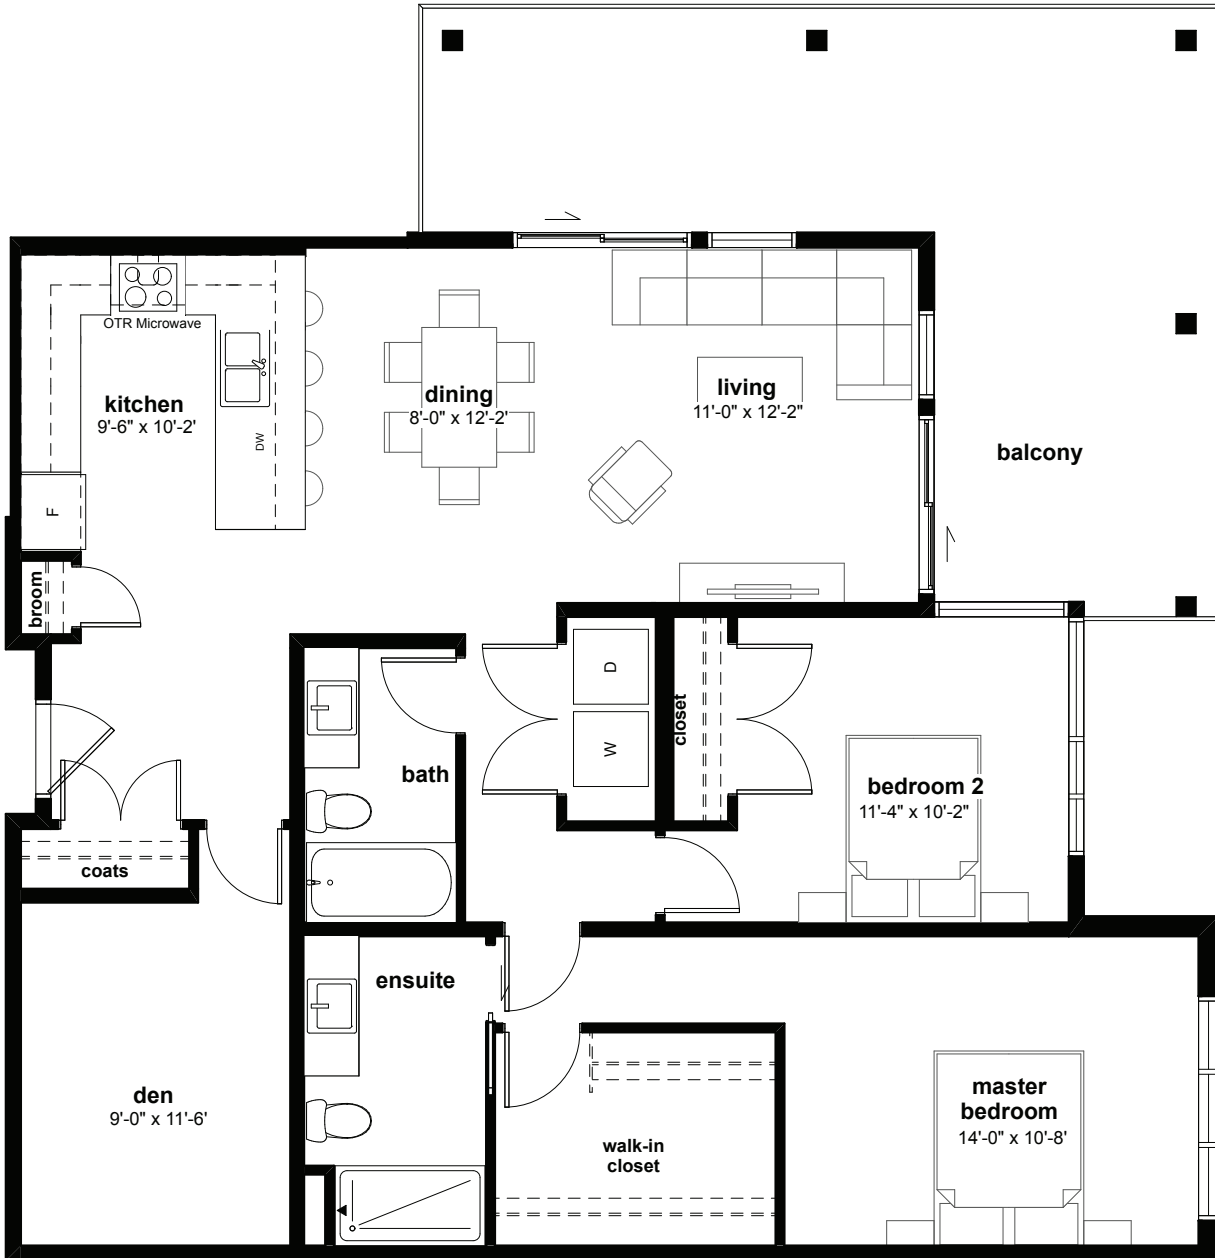 OTR Microwave
kitchen
9'-6" x 10'-2'
DW
F
broom
dining
8'-0" x 12'-2'
living
11'-0" x 12'-2"
balcony
D
W
closet
bath
bedroom 2
11'-4" x 10'-2"
coats
ensuite
den
9'-0" x 11'-6'
walk-in
closet
master
bedroom
14'-0" x 10'-8'